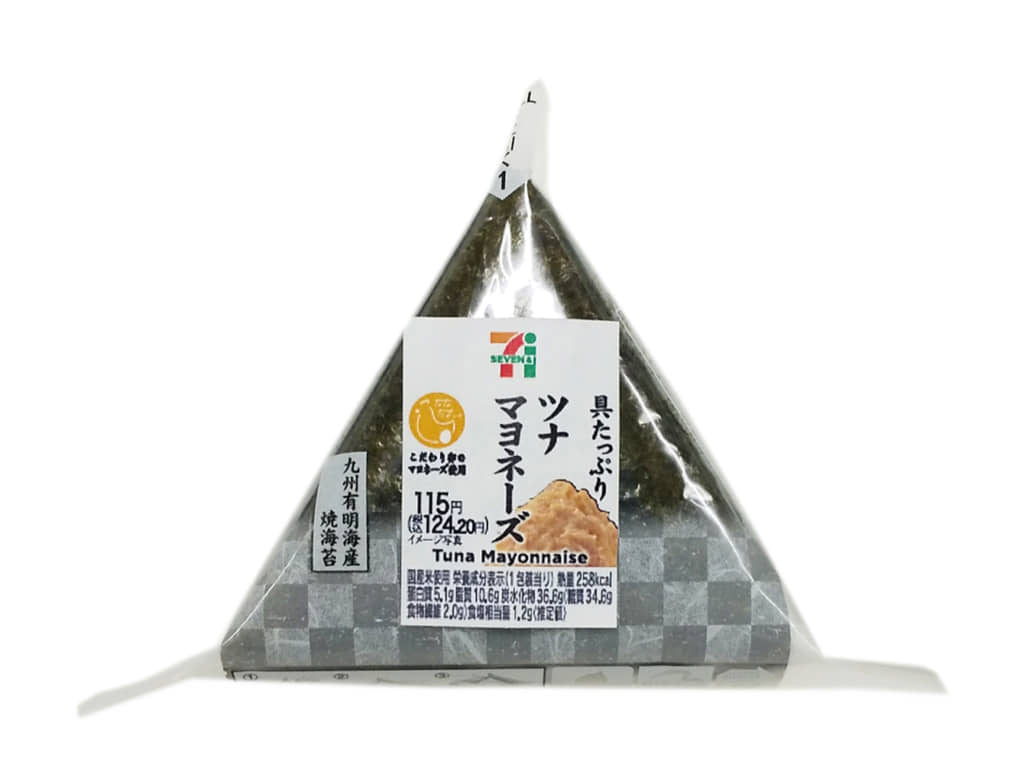 1
SEVEN & i
具たっぷり
ツナ
マヨネーズ
こだわり卵の
マヨネーズ使用
115円
(税込124.20円)
イメージ写真
Tuna Mayonnaise
国産米使用 栄養成分表示(1包装当り) 熱量258kcal
蛋白質5.1g 脂質10.6g 炭水化物36.6g(糖質34.6g
食物繊維2.0g)食塩相当量1.2g(推定値)
九州有明海産
焼海苔
① ② ③